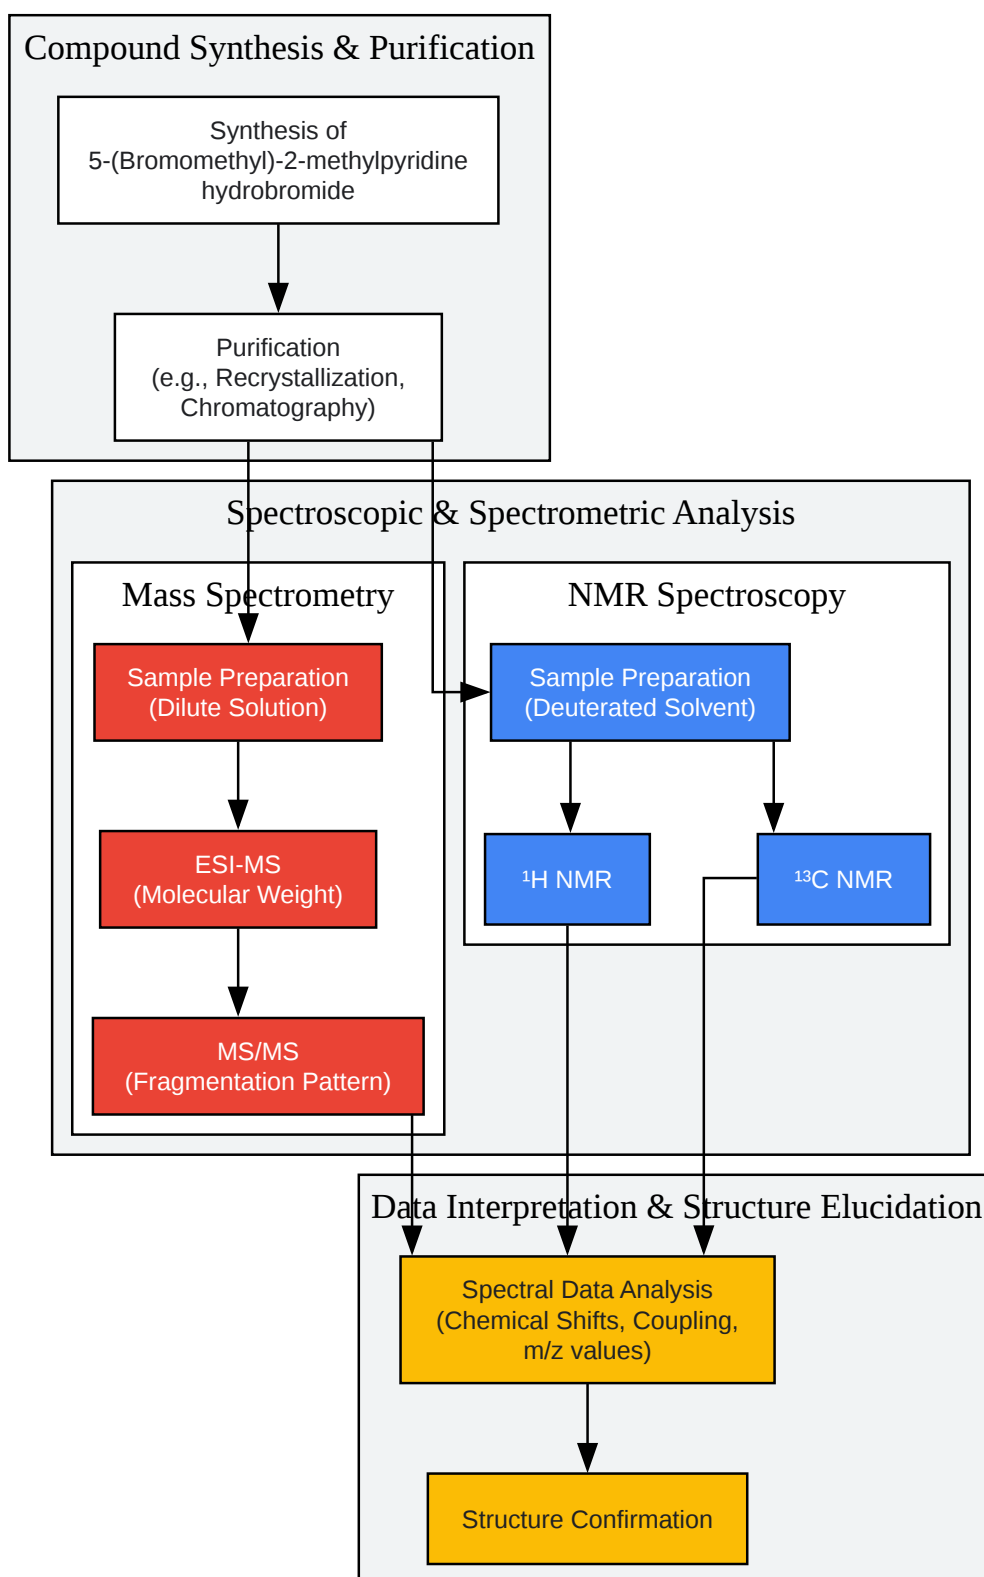 Compound Synthesis & Purification
Synthesis of
5-(Bromomethyl)-2-methylpyridine
hydrobromide
Purification
(e.g., Recrystallization,
Chromatography)
Spectroscopic & Spectrometric Analysis
Mass Spectrometry
NMR Spectroscopy
Sample Preparation
(Dilute Solution)
Sample Preparation
(Deuterated Solvent)
ESI-MS
(Molecular Weight)
¹H NMR
¹³C NMR
MS/MS
(Fragmentation Pattern)
Data Interpretation & Structure Elucidation
Spectral Data Analysis
(Chemical Shifts, Coupling,
m/z values)
Structure Confirmation